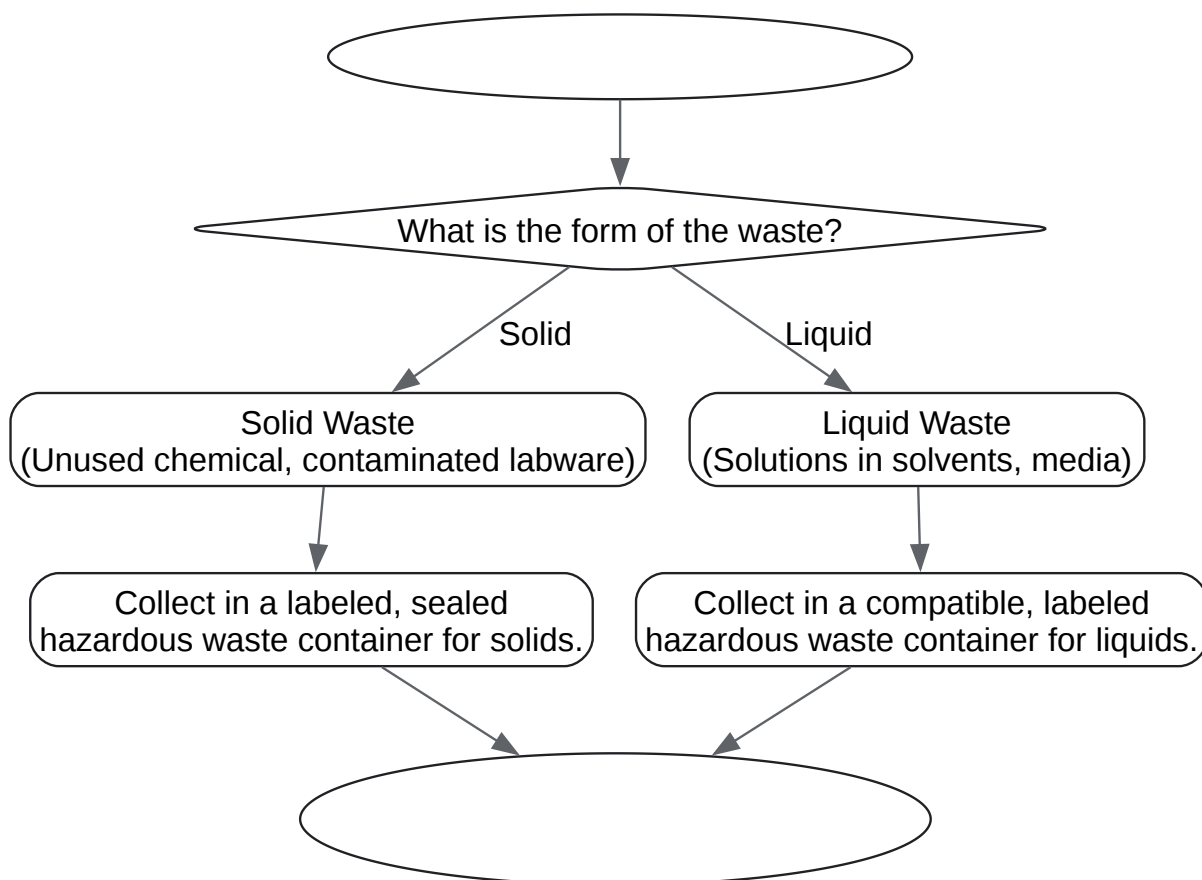 What is the form of the waste?
Solid
Liquid
Solid Waste
(Unused chemical, contaminated labware)
Liquid Waste
(Solutions in solvents, media)
Collect in a labeled, sealed
hazardous waste container for solids.
Collect in a compatible, labeled
hazardous waste container for liquids.